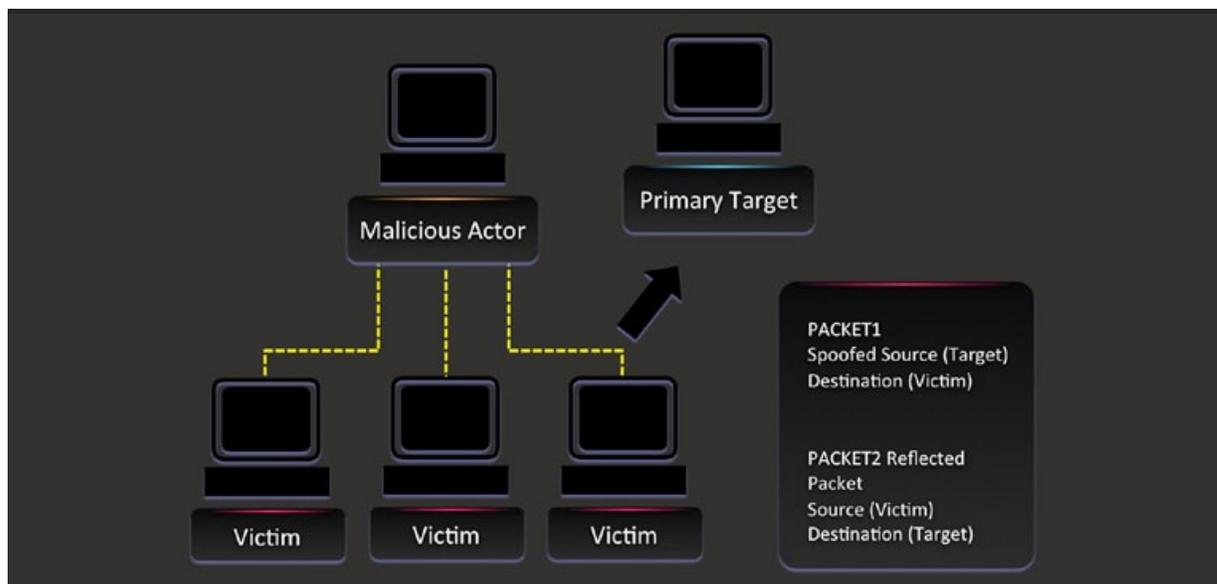 Malicious Actor
Primary Target
Victim
Victim
Victim
PACKET1
Spoofed Source (Target)
Destination (Victim)
PACKET2 Reflected
Packet
Source (Victim)
Destination (Target)